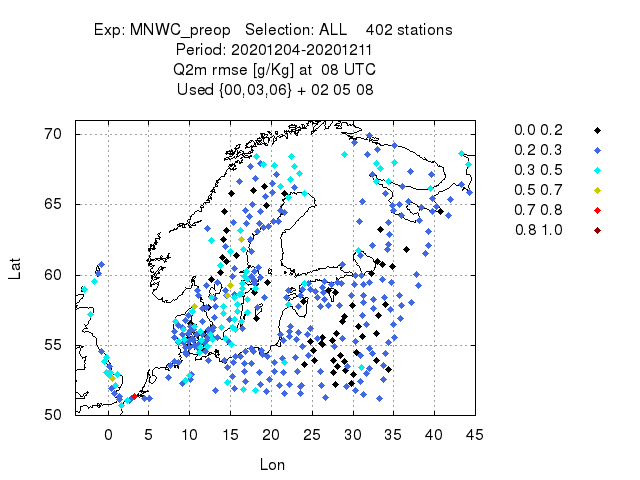 Exp: MNWC_preop Selection: ALL 402 stations
Period: 20201204-20201211
Q2m rmse [g/Kg] at 08 UTC
Used {00,03,06} + 02 05 08
70
65
60
55
50
Lat
0 5 10 15 20 25 30 35 40 45
Lon
0.0 0.2
0.2 0.3
0.3 0.5
0.5 0.7
0.7 0.8
0.8 1.0